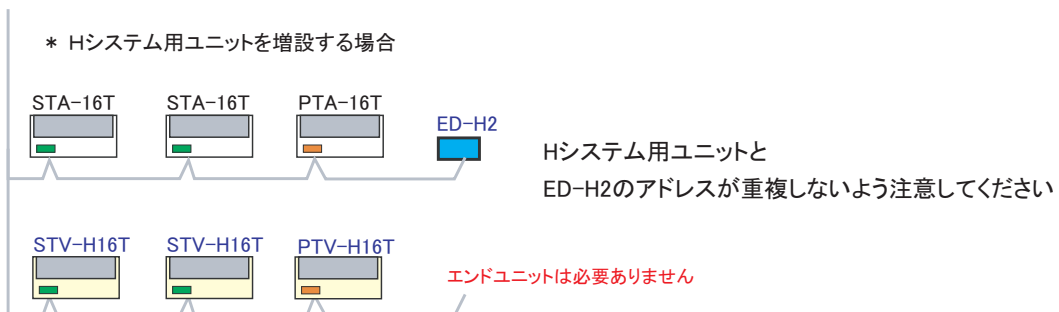 * Hシステム用ユニットを増設する場合
STA-16T STA-16T PTA-16T ED-H2
Hシステム用ユニットと
ED-H2のアドレスが重複しないよう注意してください
STV-H16T STV-H16T PTV-H16T
エンドユニットは必要ありません